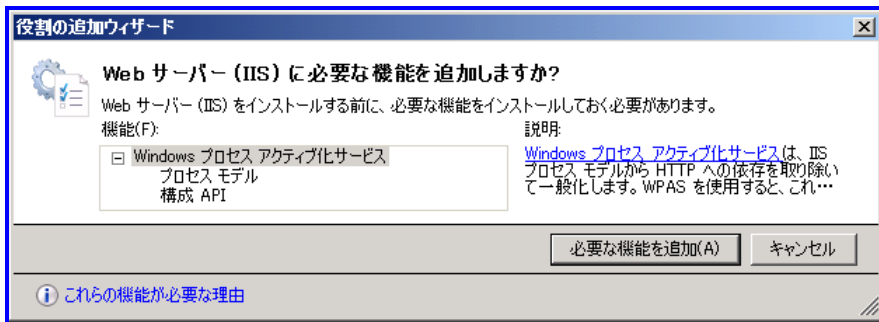 役割の追加ウィザード
Web サーバー (IIS) に必要な機能を追加しますか?
Web サーバー (IIS) をインストールする前に、必要な機能をインストールしておく必要があります。
機能(F):
Windows プロセス アクティブ化サービス
プロセス モデル
構成 API
説明:
Windows プロセス アクティブ化サービスは、IIS
プロセス モデルから HTTP への依存を取り除い
て一般化します。WPAS を使用すると、これ…
必要な機能を追加(A)
キャンセル
これらの機能が必要な理由